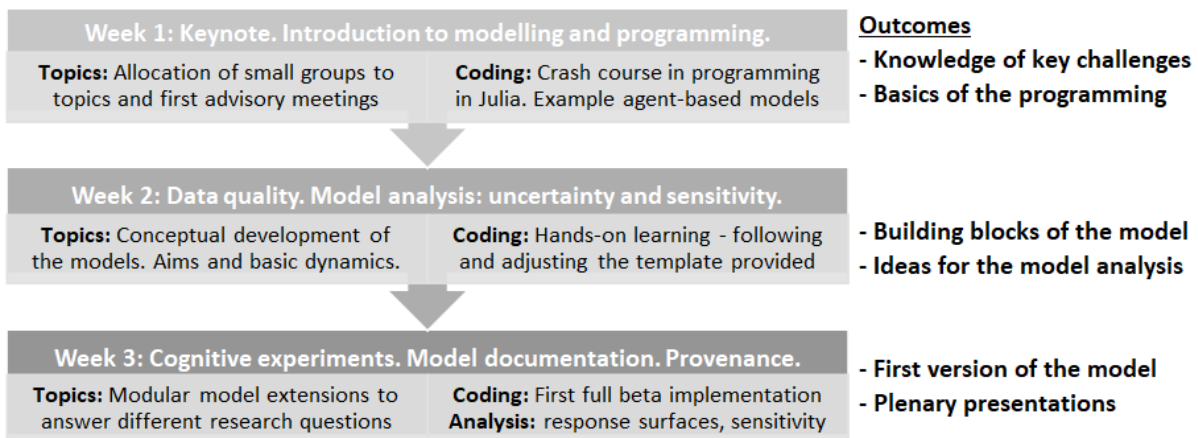 Week 1: Keynote. Introduction to modelling and programming.
Topics: Allocation of small groups to
topics and first advisory meetings
Coding: Crash course in programming
in Julia. Example agent-based models
Outcomes
- Knowledge of key challenges
- Basics of the programming
Week 2: Data quality. Model analysis: uncertainty and sensitivity.
Topics: Conceptual development of
the models. Aims and basic dynamics.
Coding: Hands-on learning - following
and adjusting the template provided
- Building blocks of the model
- Ideas for the model analysis
Week 3: Cognitive experiments. Model documentation. Provenance.
Topics: Modular model extensions to
answer different research questions
Coding: First full beta implementation
Analysis: response surfaces, sensitivity
- First version of the model
- Plenary presentations